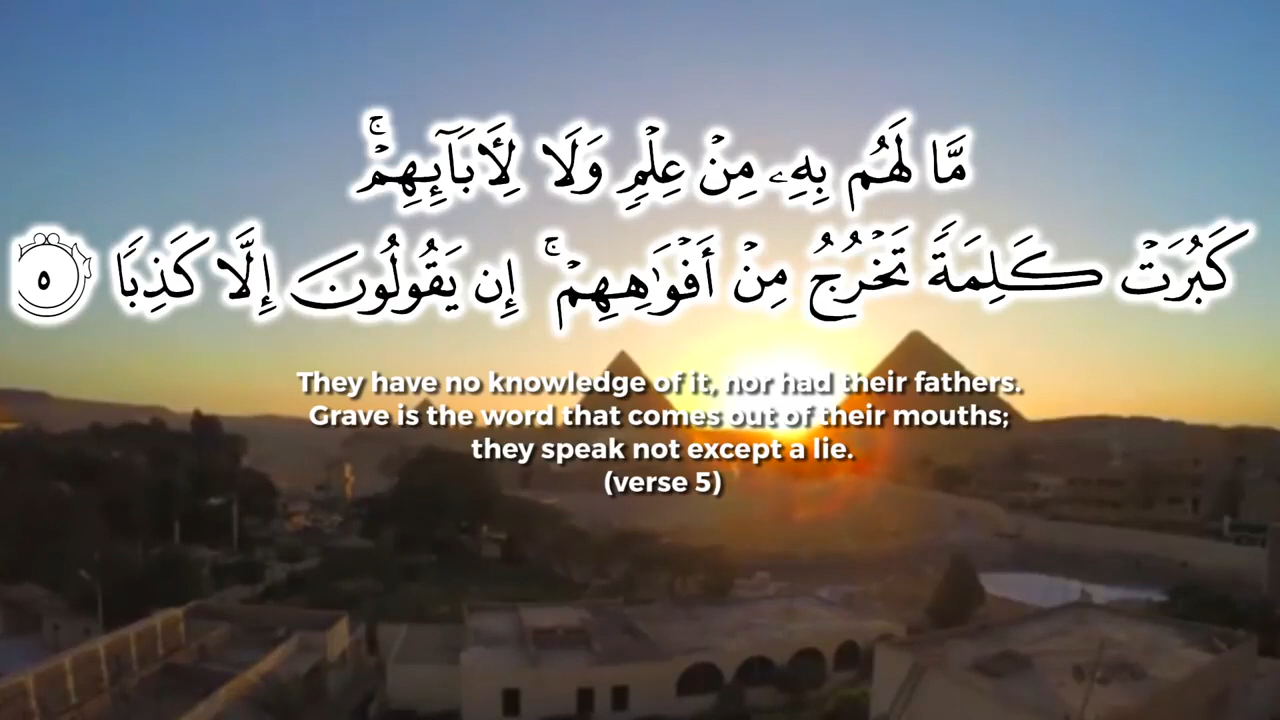 مَّا لَهُم بِهِۦ مِنْ عِلْمٍ وَلَا لِأَبَآئِهِمْ ۚ
كَبُرَتْ كَلِمَةً تَخْرُجُ مِنْ أَفْوَٰهِهِمْ ۚ إِن يَقُولُونَ إِلَّا كَذِبًا ٥
They have no knowledge of it, nor had their fathers.
Grave is the word that comes out of their mouths;
they speak not except a lie.
(verse 5)